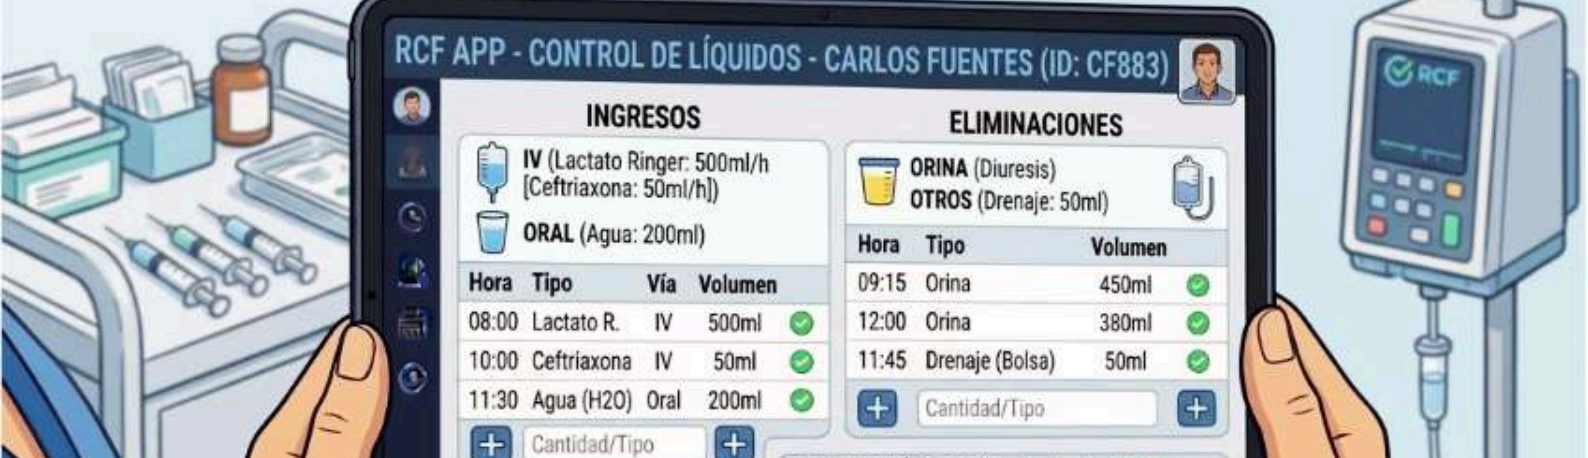 RCF APP - CONTROL DE LÍQUIDOS - CARLOS FUENTES (ID: CF883)
INGRESOS
IV (Lactato Ringer: 500ml/h
[Ceftriaxona: 50ml/h])
ORAL (Agua: 200ml)
Hora Tipo Vía Volumen
08:00 Lactato R. IV 500ml
10:00 Ceftriaxona IV 50ml
11:30 Agua (H2O) Oral 200ml
+ Cantidad/Tipo +
ELIMINACIONES
ORINA (Diuresis)
OTROS (Drenaje: 50ml)
Hora Tipo Volumen
09:15 Orina 450ml
12:00 Orina 380ml
11:45 Drenaje (Bolsa) 50ml
+ Cantidad/Tipo +
RCF